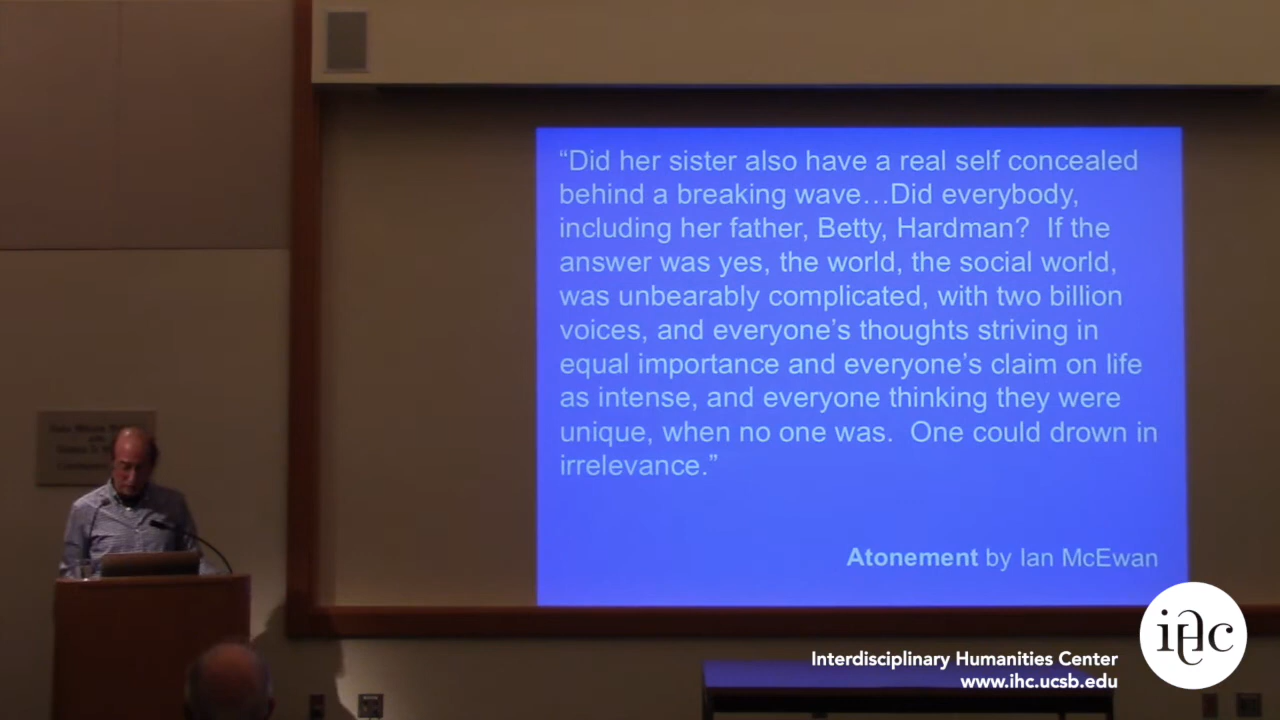 “Did her sister also have a real self concealed
behind a breaking wave…Did everybody,
including her father, Betty, Hardman?  If the
answer was yes, the world, the social world,
was unbearably complicated, with two billion
voices, and everyone’s thoughts striving in
equal importance and everyone’s claim on life
as intense, and everyone thinking they were
unique, when no one was.  One could drown in
irrelevance.”
Atonement by Ian McEwan
ihc
Interdisciplinary Humanities Center
www.ihc.ucsb.edu